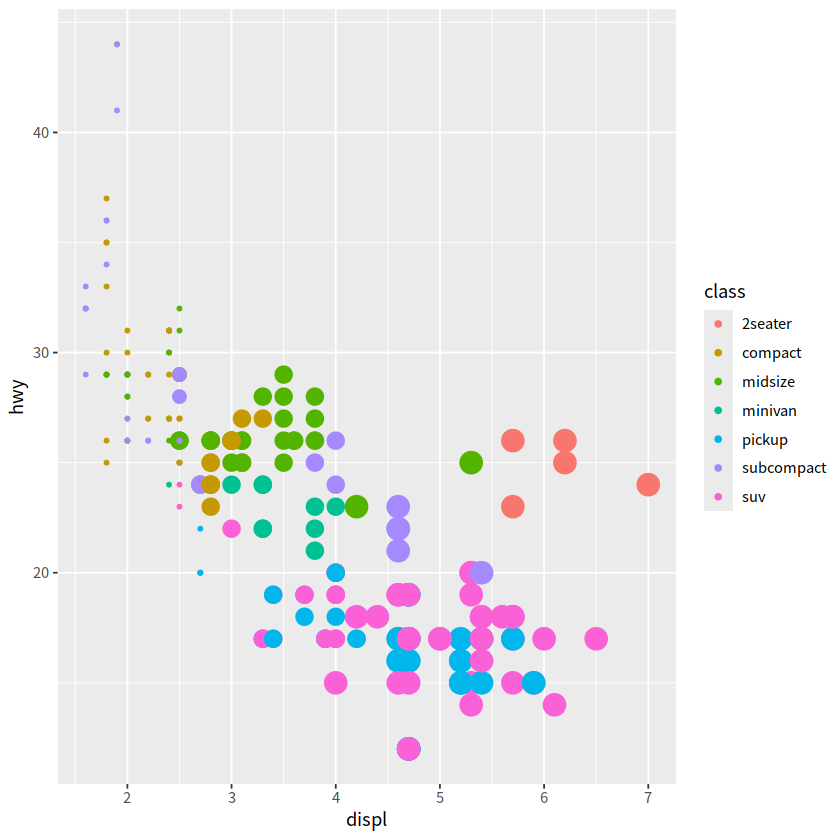 40
30
20
hwy
2 3 4 5 6 7
displ
class
2seater
compact
midsize
minivan
pickup
subcompact
suv